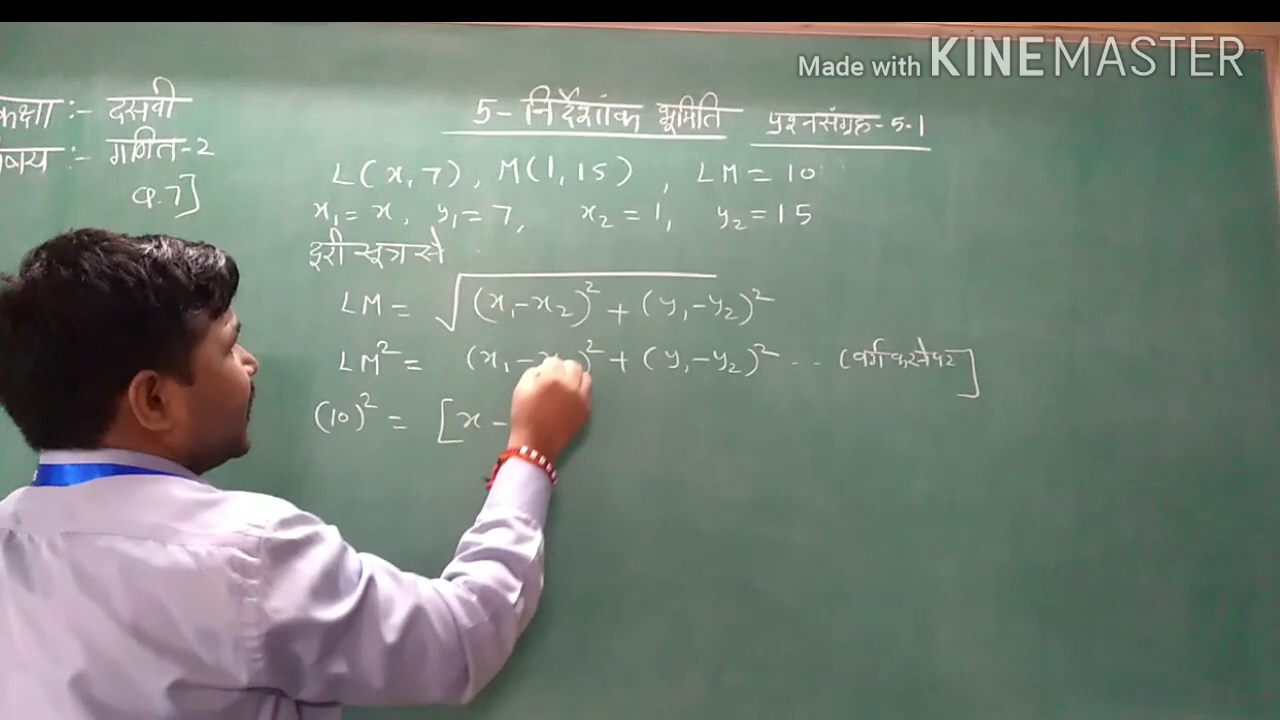 Made with KINEMASTER
कक्षा :- दसवी
विषय :- गणित-2
Q.7]
5- निर्देशांक भूमिति प्रश्नसंग्रह-5.1
L(x,7), M(1,15), LM = 10
x₁= x, y₁= 7, x₂ = 1, y₂ = 15
दूरी सूत्र से
LM = √(x₁-x₂)² + (y₁-y₂)²
LM² = (x₁-x₂)² + (y₁-y₂)² -- (वर्ग करने पर]
(10)² = [x -